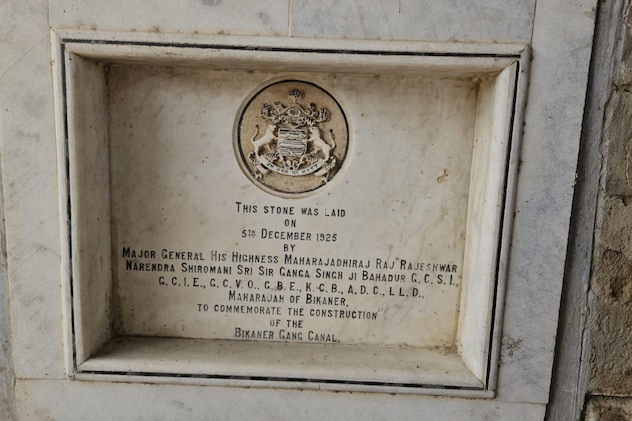 THIS STONE WAS LAID
ON
5TH DECEMBER 1925
BY
MAJOR GENERAL HIS HIGHNESS MAHARAJADHIRAJ RAJ RAJESHWAR
NARENDRA SHIROMANI SRI SIR GANGA SINGH JI BAHADUR G.C.S.I.,
G.C.I.E., G.C.V.O., G.B.E., K.C.B., A.D.C., LL.D.,
MAHARAJAH OF BIKANER,
TO COMMEMORATE THE CONSTRUCTION
OF THE
BIKANER GANG CANAL.